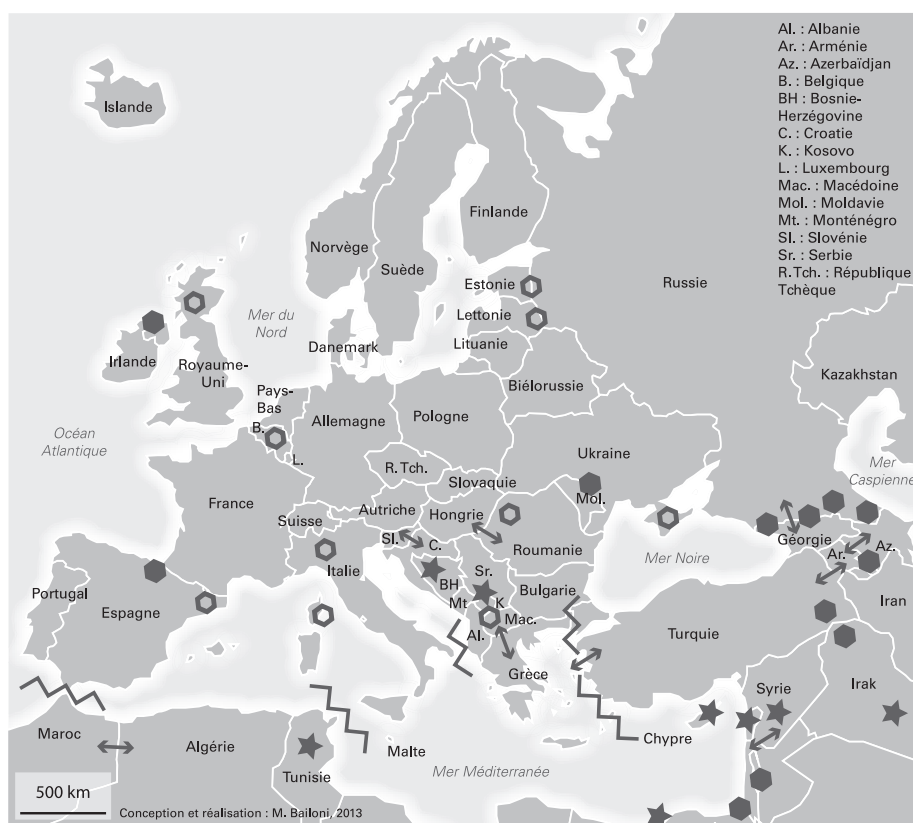 Al. : Albanie
Ar. : Arménie
Az. : Azerbaïdjan
B. : Belgique
BH : Bosnie-
Herzégovine
C. : Croatie
K. : Kosovo
L. : Luxembourg
Mac. : Macédoine
Mol. : Moldavie
Mt. : Monténégro
Sl. : Slovénie
Sr. : Serbie
R.Tch. : République
Tchèque
Islande
Finlande
Norvège
Suède
Russie
Estonie
Lettonie
Mer du
Nord
Danemark
Lituanie
Irlande
Royaume-
Uni
Kazakhstan
Biélorussie
Pays-
Bas
Allemagne
Pologne
B.
Océan
Atlantique
L.
R. Tch.
Ukraine
Mer
Caspienne
Slovaquie
Mol.
France
Autriche
Hongrie
Suisse
Sl.
C.
Roumanie
Géorgie
Az.
Ar.
Mer Noire
Italie
BH
Sr.
Bulgarie
Iran
Portugal
Espagne
Mt
K
Mac.
Al.
Turquie
Grèce
Syrie
Irak
Maroc
Algérie
Tunisie
Malte
Chypre
Mer Méditerranée
500 km
Conception et réalisation : M. Bailoni, 2013